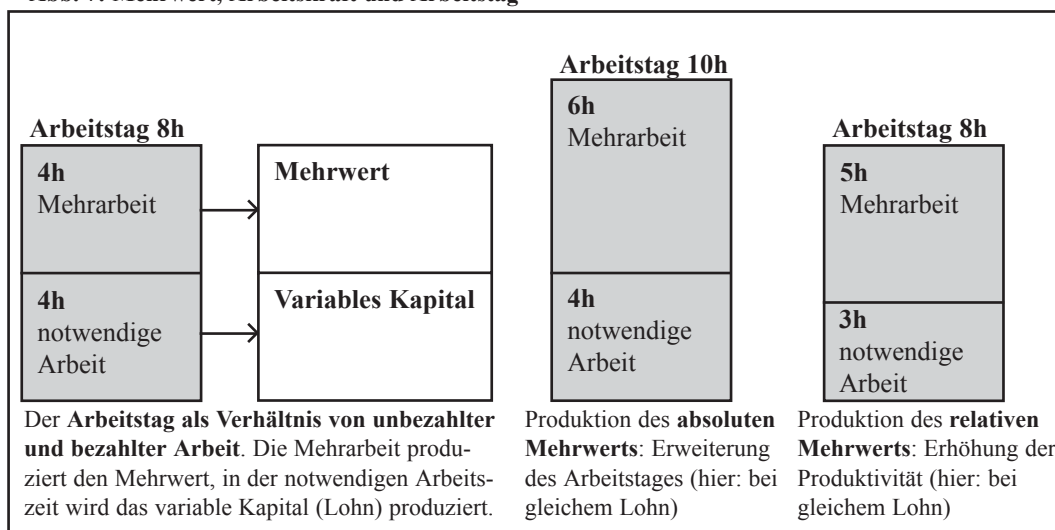 Arbeitstag 8h
4h
Mehrarbeit
4h
notwendige
Arbeit
Mehrwert
Variables Kapital
Der Arbeitstag als Verhältnis von unbezahlter
und bezahlter Arbeit. Die Mehrarbeit produ-
ziert den Mehrwert, in der notwendigen Arbeits-
zeit wird das variable Kapital (Lohn) produziert.
Arbeitstag 10h
6h
Mehrarbeit
4h
notwendige
Arbeit
Produktion des absoluten
Mehrwerts: Erweiterung
des Arbeitstages (hier: bei
gleichem Lohn)
Arbeitstag 8h
5h
Mehrarbeit
3h
notwendige
Arbeit
Produktion des relativen
Mehrwerts: Erhöhung der
Produktivität (hier: bei
gleichem Lohn)